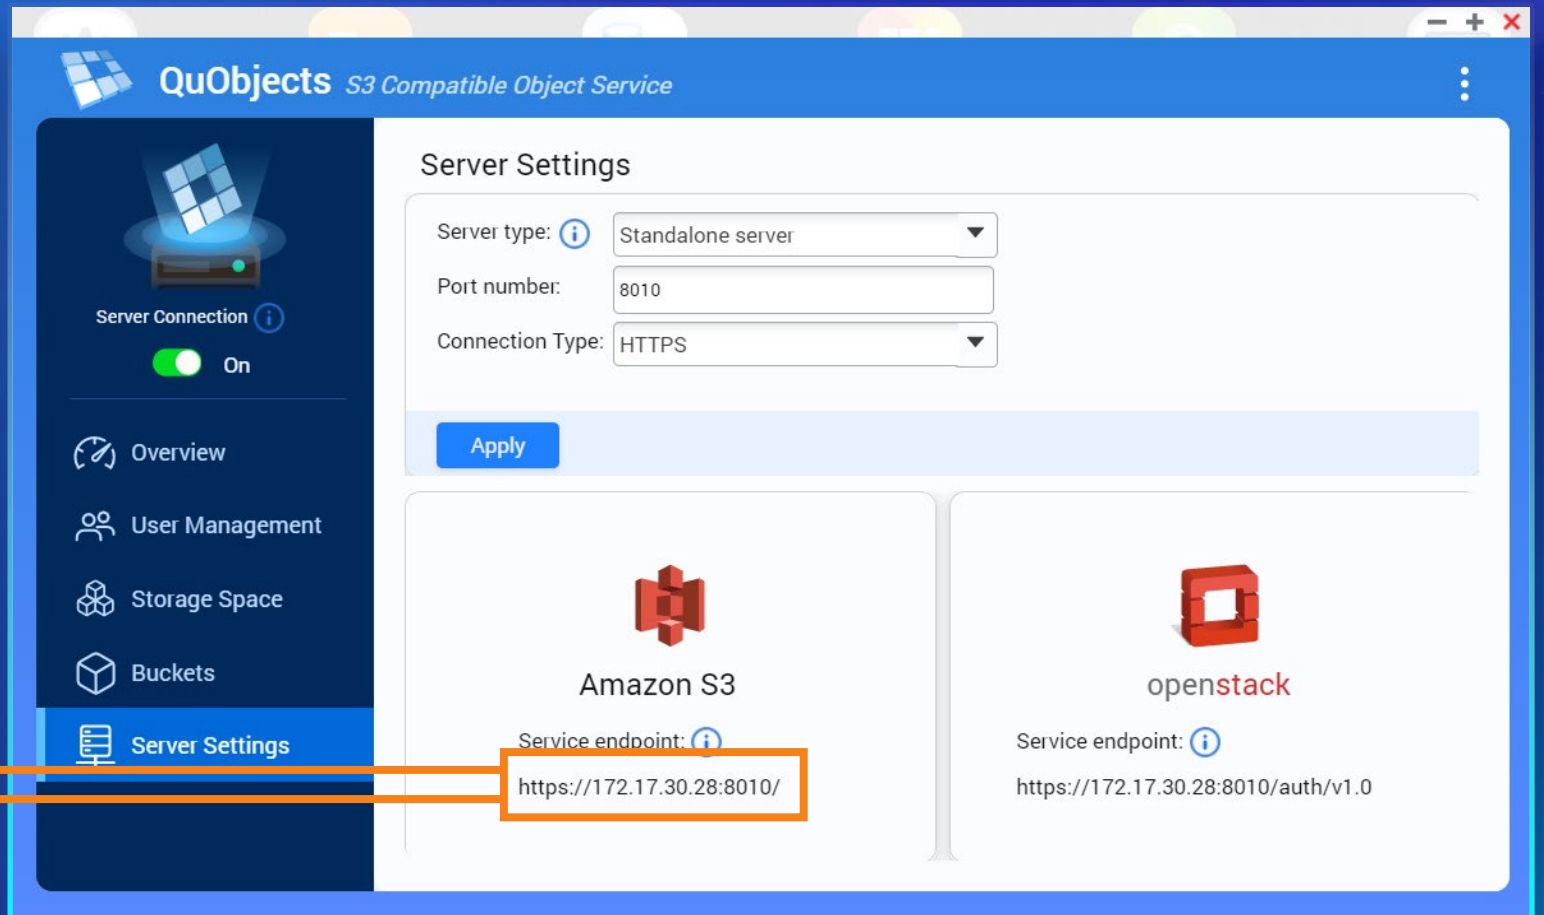 QuObjects S3 Compatible Object Service
Server Connection
On
Overview
User Management
Storage Space
Buckets
Server Settings
Server Settings
Server type: Standalone server
Port number: 8010
Connection Type: HTTPS
Apply
Amazon S3
Service endpoint:
https://172.17.30.28:8010/
openstack
Service endpoint:
https://172.17.30.28:8010/auth/v1.0